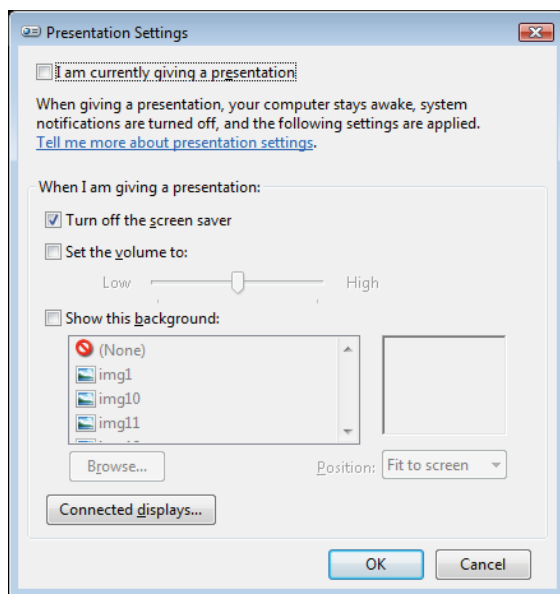 Presentation Settings
I am currently giving a presentation
When giving a presentation, your computer stays awake, system
notifications are turned off, and the following settings are applied.
Tell me more about presentation settings.
When I am giving a presentation:
Turn off the screen saver
Set the volume to:
Low High
Show this background:
(None)
img1
img10
img11
Browse... Position: Fit to screen
Connected displays...
OK Cancel